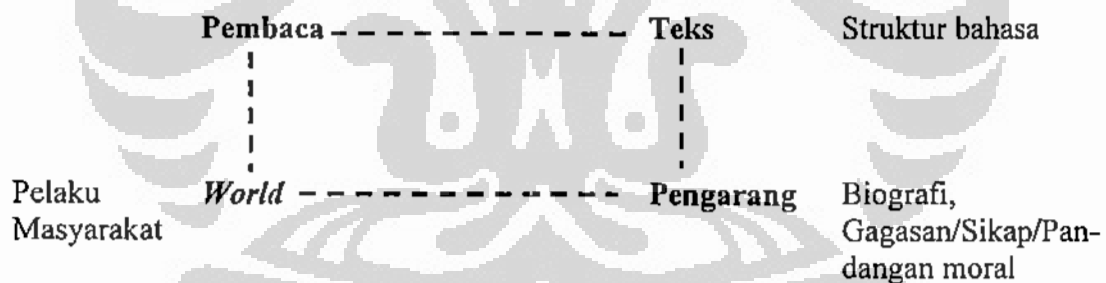 Pembaca Teks Struktur bahasa
Pelaku World Pengarang Biografi,
Masyarakat Gagasan/Sikap/Pan-
dangan moral